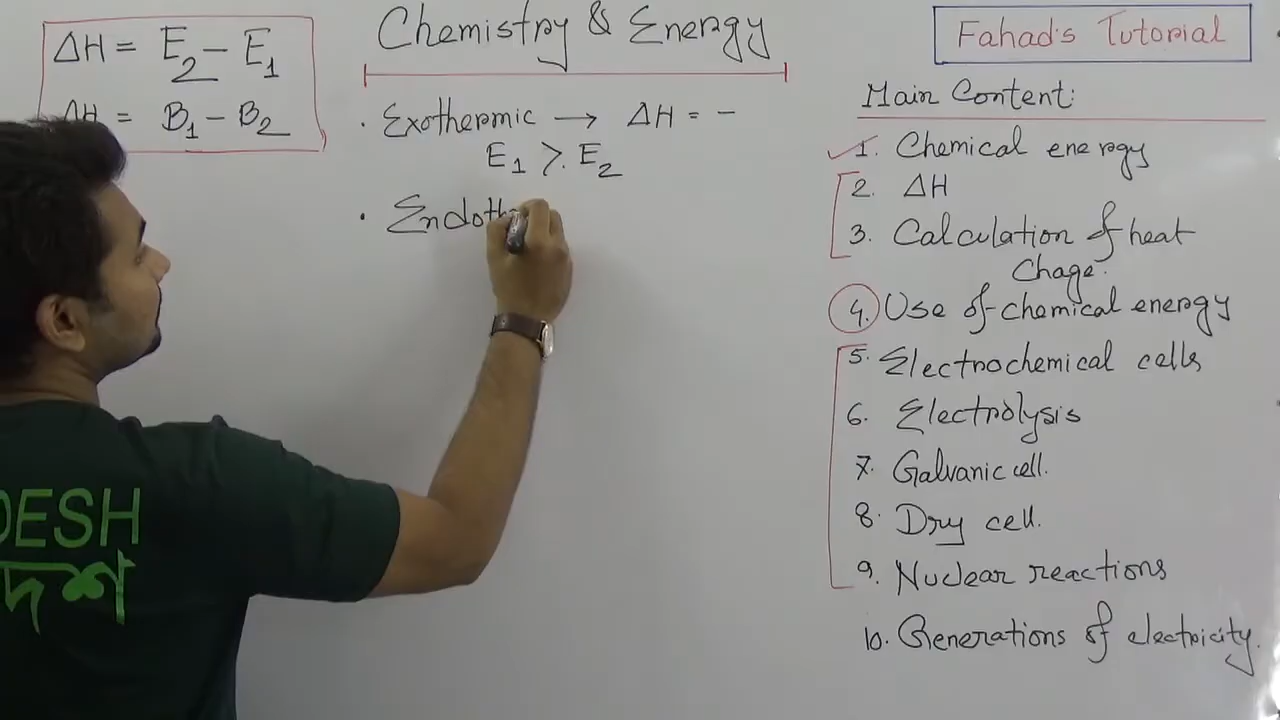 ΔH = E2 - E1
ΔH = B1 - B2
Chemistry & Energy
· Exothermic → ΔH = -
E1 > E2
· Endoth
Fahad's Tutorial
Main Content:
1. Chemical energy
2. ΔH
3. Calculation of heat
Chage.
4. Use of chemical energy
5. Electrochemical cells
6. Electrolysis
7. Galvanic cell.
8. Dry cell.
9. Nuclear reactions
10. Generations of electricity.
DESH